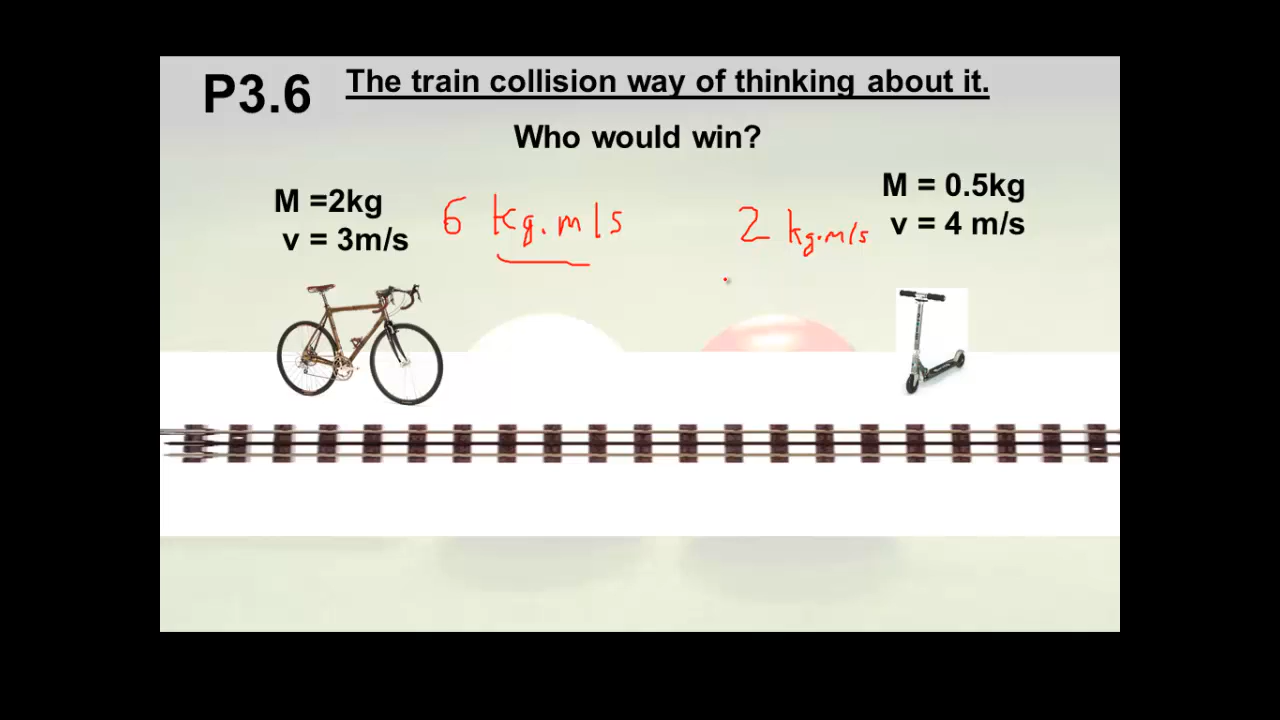 P3.6
The train collision way of thinking about it.
Who would win?
M =2kg
v = 3m/s
6 kg.m/s
2 kg.m/s
M = 0.5kg
v = 4 m/s